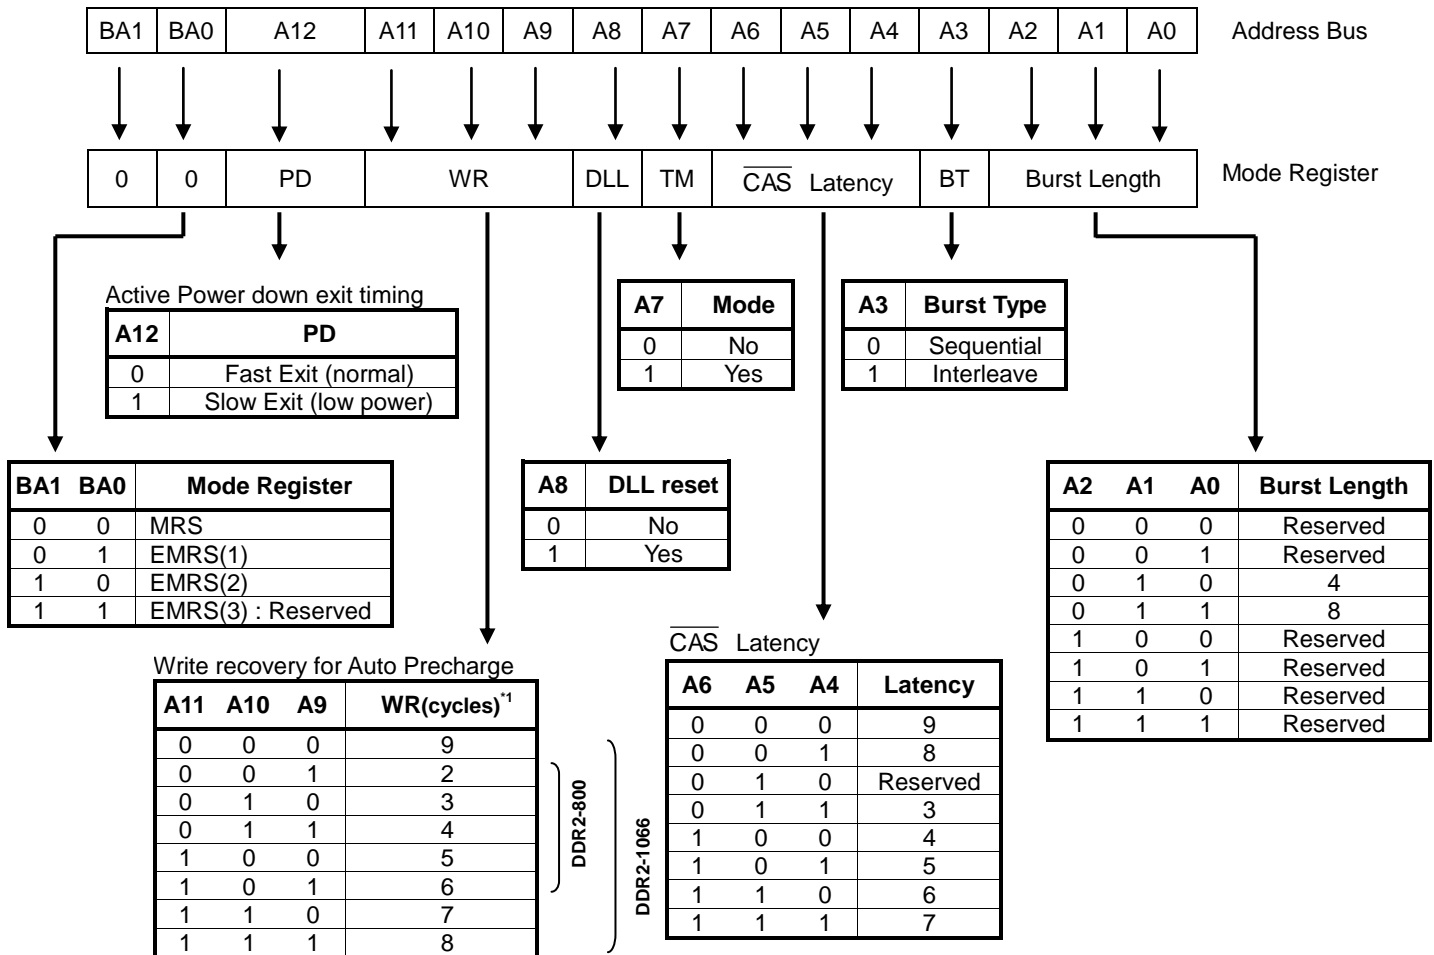 BA1 BA0 A12 A11 A10 A9 A8 A7 A6 A5 A4 A3 A2 A1 A0 Address Bus
0 0 PD WR DLL TM CAS Latency BT Burst Length Mode Register
Active Power down exit timing
A12 PD
0 Fast Exit (normal)
1 Slow Exit (low power)
A7 Mode
0 No
1 Yes
A3 Burst Type
0 Sequential
1 Interleave
BA1 BA0 Mode Register
0 0 MRS
0 1 EMRS(1)
1 0 EMRS(2)
1 1 EMRS(3) : Reserved
A8 DLL reset
0 No
1 Yes
A2 A1 A0 Burst Length
0 0 0 Reserved
0 0 1 Reserved
0 1 0 4
0 1 1 8
1 0 0 Reserved
1 0 1 Reserved
1 1 0 Reserved
1 1 1 Reserved
Write recovery for Auto Precharge
A11 A10 A9 WR(cycles)*1
0 0 0 9
0 0 1 2
0 1 0 3
0 1 1 4
1 0 0 5
1 0 1 6
1 1 0 7
1 1 1 8
DDR2-800
DDR2-1066
CAS Latency
A6 A5 A4 Latency
0 0 0 9
0 0 1 8
0 1 0 Reserved
0 1 1 3
1 0 0 4
1 0 1 5
1 1 0 6
1 1 1 7